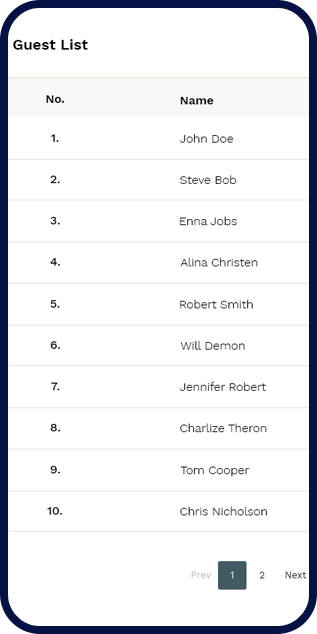 Guest List
No. Name
1. John Doe
2. Steve Bob
3. Enna Jobs
4. Alina Christen
5. Robert Smith
6. Will Demon
7. Jennifer Robert
8. Charlize Theron
9. Tom Cooper
10. Chris Nicholson
Prev 1 2 Next